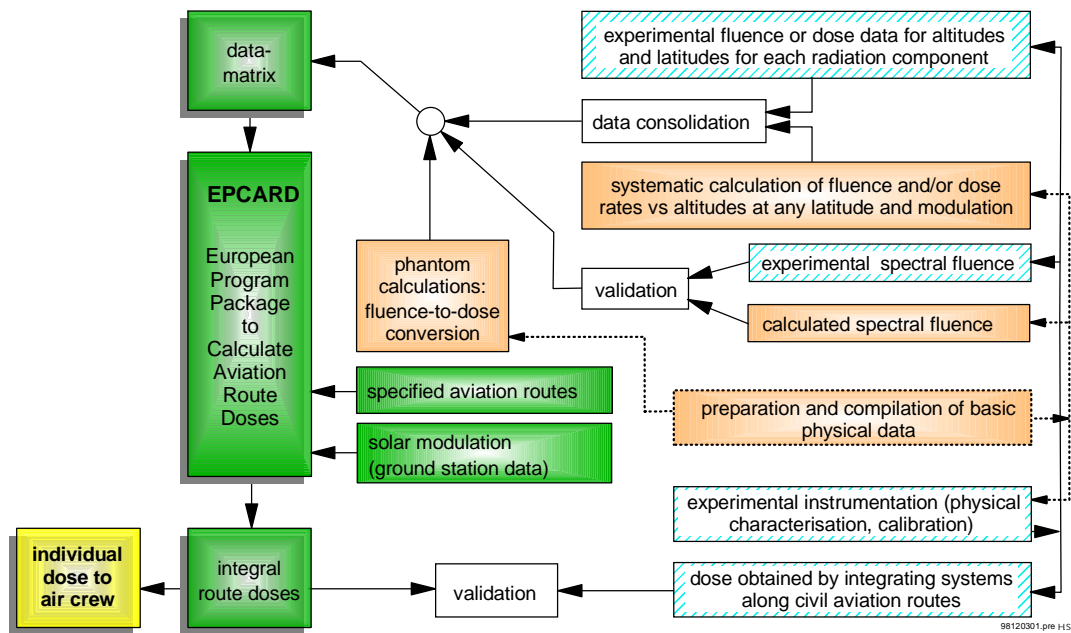 data-
matrix
experimental fluence or dose data for altitudes
and latitudes for each radiation component
data consolidation
systematic calculation of fluence and/or dose
rates vs altitudes at any latitude and modulation
EPCARD
European
Program
Package
to
Calculate
Aviation
Route
Doses
phantom
calculations:
fluence-to-dose
conversion
experimental spectral fluence
validation
calculated spectral fluence
specified aviation routes
preparation and compilation of basic
physical data
solar modulation
(ground station data)
experimental instrumentation (physical
characterisation, calibration)
individual
dose to
air crew
integral
route doses
validation
dose obtained by integrating systems
along civil aviation routes
98120301.pre HS